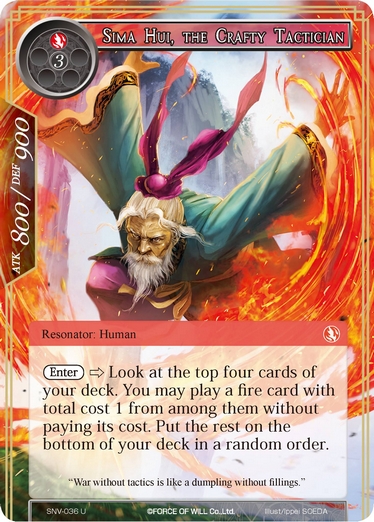 Sima Hui, the Crafty Tactician
3
ATK 800 / DEF 900
Resonator: Human
Enter ⇨ Look at the top four cards of
your deck. You may play a fire card with
total cost 1 from among them without
paying its cost. Put the rest on the
bottom of your deck in a random order.
"War without tactics is like a dumpling without fillings."
SNV-036 U ©FORCE OF WILL Co.,Ltd. Illust/Ippei SOEDA